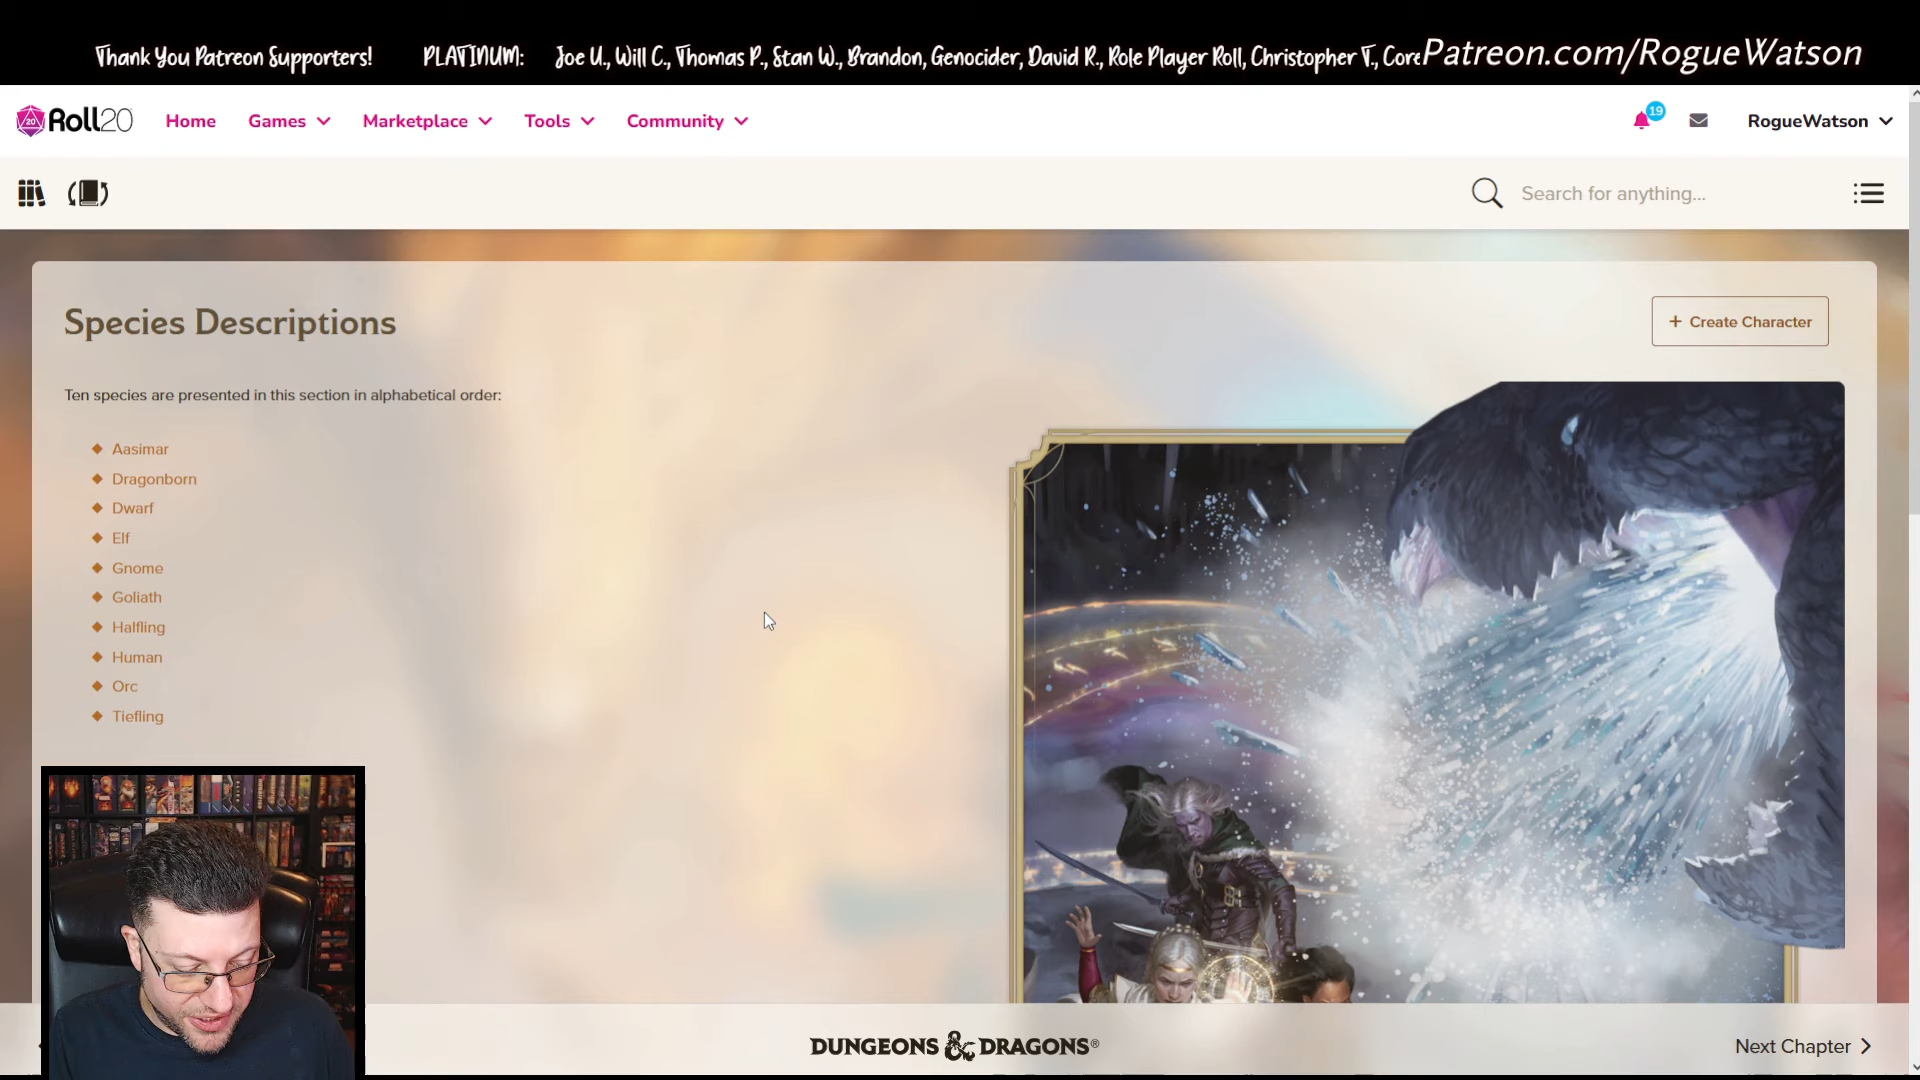 Thank You Patreon Supporters! PLATINUM: Joe U., Will C., Thomas P., Stan W., Brandon, Genocider, David R., Role Player Roll, Christopher T., Core
Patreon.com/RogueWatson
Roll20 Home Games Marketplace Tools Community 19 RogueWatson
Search for anything...
Species Descriptions
+ Create Character
Ten species are presented in this section in alphabetical order:
Aasimar
Dragonborn
Dwarf
Elf
Gnome
Goliath
Halfling
Human
Orc
Tiefling
DUNGEONS & DRAGONS®
Next Chapter